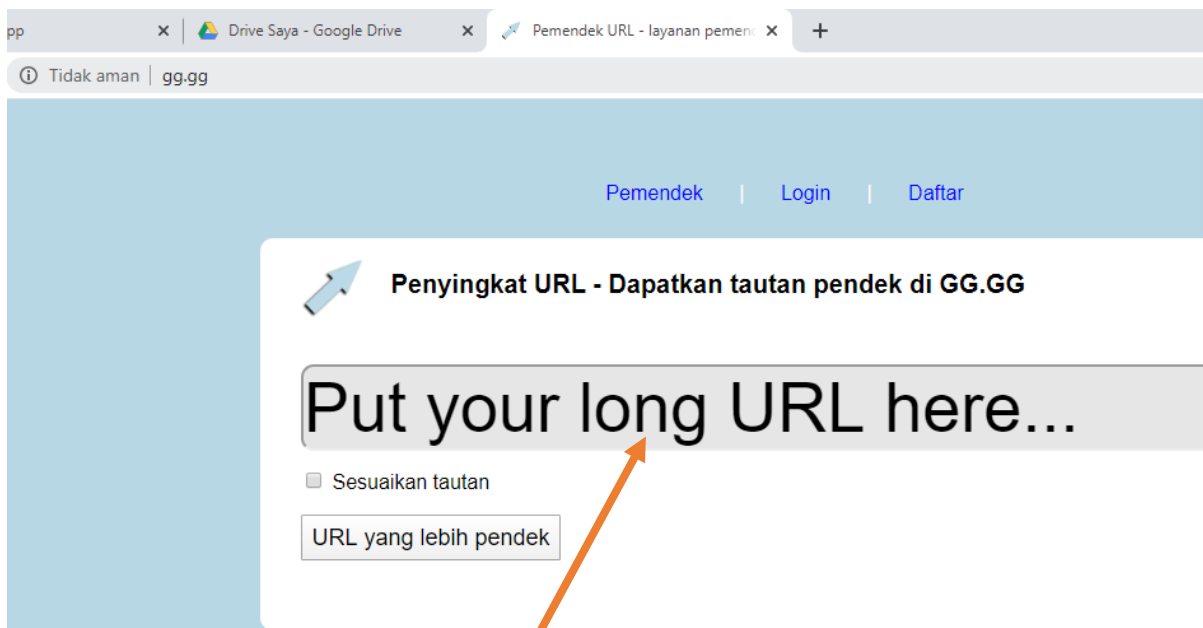 pp
Drive Saya - Google Drive
Pemendek URL - layanan pemen
Tidak aman | gg.gg
Pemendek | Login | Daftar
Penyingkat URL - Dapatkan tautan pendek di GG.GG
Put your long URL here...
Sesuaikan tautan
URL yang lebih pendek